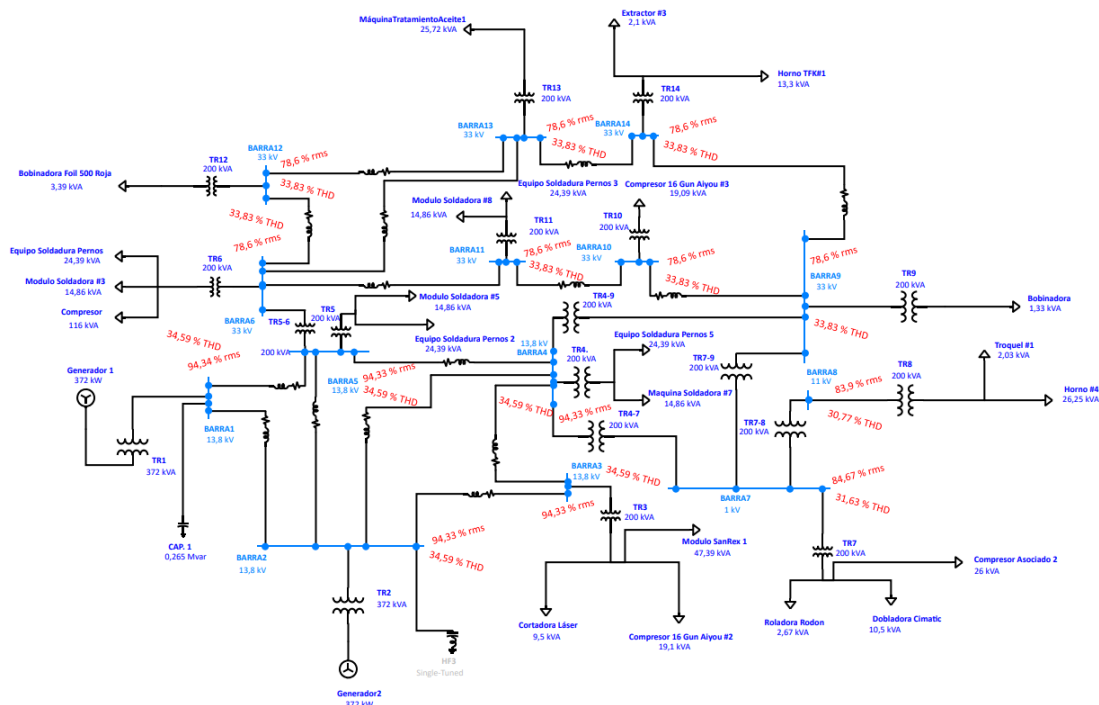 Extractor #3
2,1 kVA
MáquinaTratamientoAceite1
25,72 kVA
Horno TFK#1
13,3 kVA
TR13
200 kVA
TR14
200 kVA
BARRA13
33 kV
78,6 % rms
33,83 % THD
BARRA14
33 kV
78,6 % rms
33,83 % THD
BARRA12
33 kV
78,6 % rms
33,83 % THD
TR12
200 kVA
Bobinadora Foil 500 Roja
3,39 kVA
Equipo Soldadura Pernos 3
24,39 kVA
Compresor 16 Gun Aiyou #3
19,09 kVA
Modulo Soldadora #8
14,86 kVA
TR11
200 kVA
TR10
200 kVA
BARRA11
33 kV
78,6 % rms
33,83 % THD
BARRA10
33 kV
78,6 % rms
33,83 % THD
78,6 % rms
BARRA9
33 kV
33,83 % THD
TR9
200 kVA
Bobinadora
1,33 kVA
Equipo Soldadura Pernos
24,39 kVA
Modulo Soldadora #3
14,86 kVA
Compresor
116 kVA
TR6
200 kVA
33,83 % THD
78,6 % rms
BARRA6
33 kV
TR5-6
200 kVA
TR5
200 kVA
Modulo Soldadora #5
14,86 kVA
Equipo Soldadura Pernos 2
24,39 kVA
TR4-9
200 kVA
13,8 kV
BARRA4
TR4.
200 kVA
Equipo Soldadura Pernos 5
24,39 kVA
Maquina Soldadora #7
14,86 kVA
TR4-7
200 kVA
34,59 % THD
94,33 % rms
TR7-9
200 kVA
BARRA8
11 kV
83,9 % rms
30,77 % THD
TR8
200 kVA
Troquel #1
2,03 kVA
Horno #4
26,25 kVA
TR7-8
200 kVA
34,59 % THD
94,34 % rms
Generador 1
372 kW
BARRA1
13,8 kV
TR1
372 kVA
BARRA5
13,8 kV
94,33 % rms
34,59 % THD
BARRA3
13,8 kV
34,59 % THD
94,33 % rms
TR3
200 kVA
BARRA7
1 kV
84,67 % rms
31,63 % THD
TR7
200 kVA
Modulo SanRex 1
47,39 kVA
Compresor Asociado 2
26 kVA
CAP. 1
0,265 Mvar
BARRA2
13,8 kV
94,33 % rms
34,59 % THD
TR2
372 kVA
Cortadora Láser
9,5 kVA
Compresor 16 Gun Aiyou #2
19,1 kVA
Roladora Rodon
2,67 kVA
Dobladora Cimatic
10,5 kVA
HF3
Single-Tuned
Generador2
372 kW